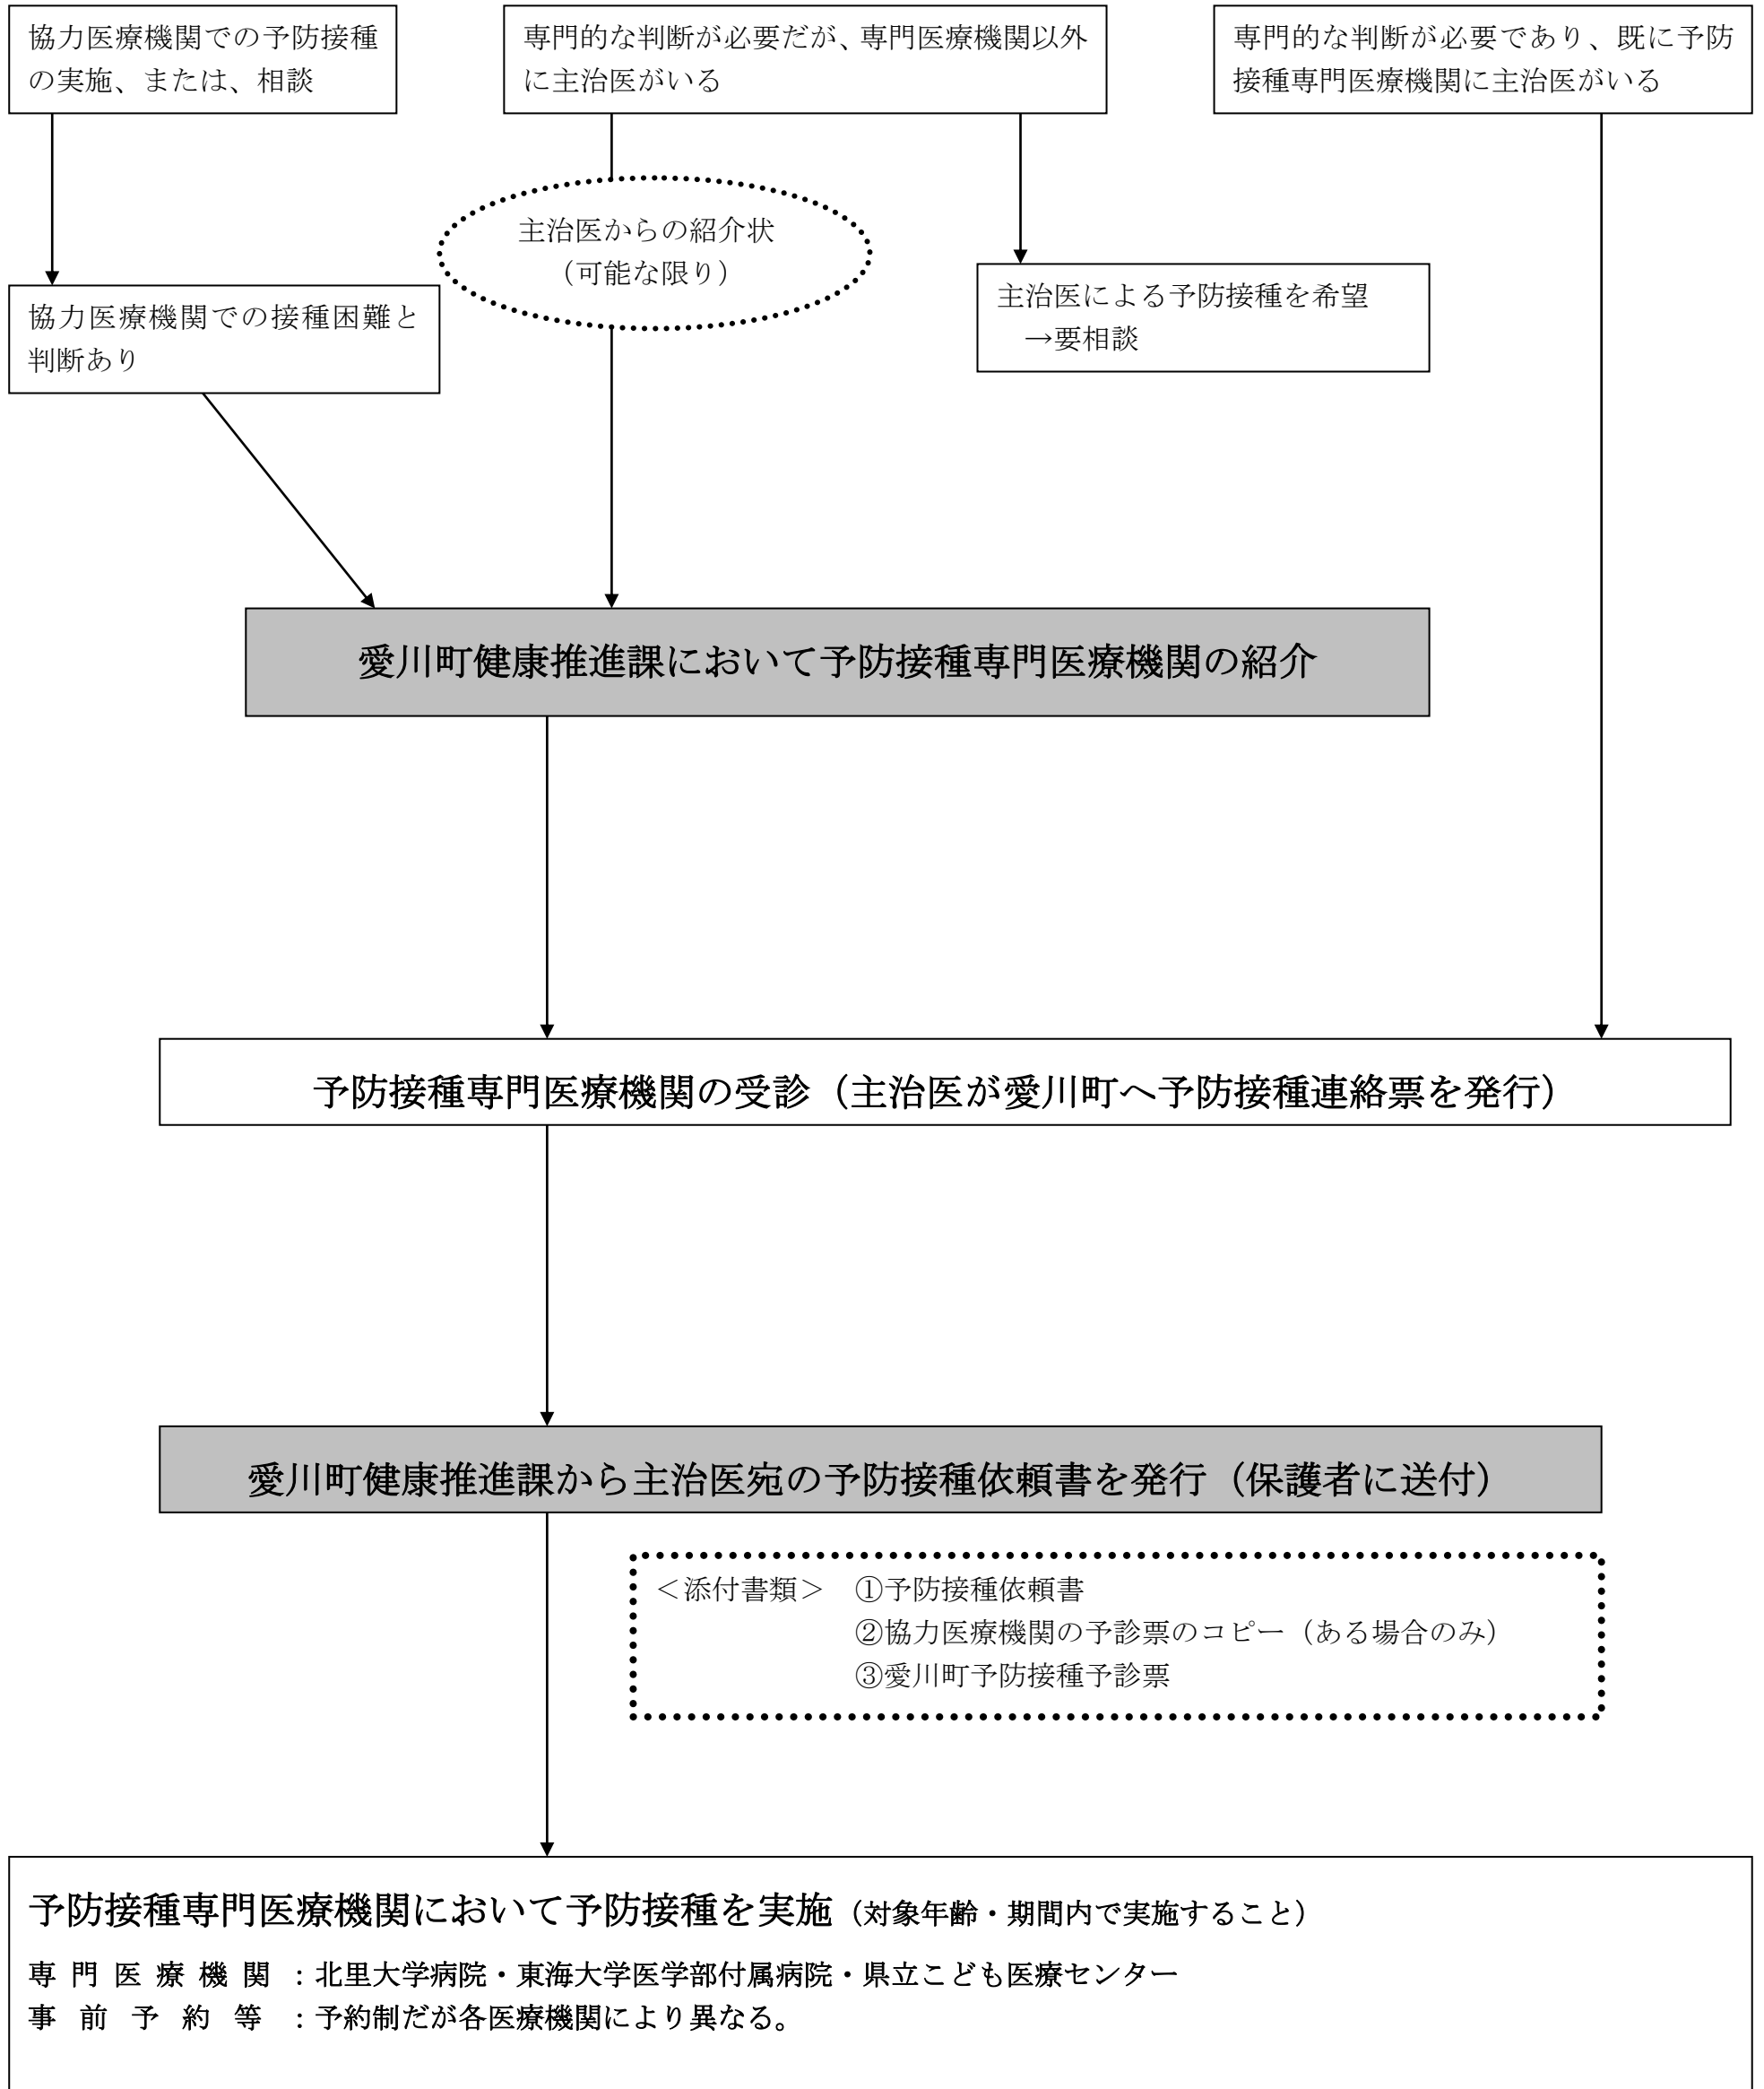 協力医療機関での予防接種
の実施、または、相談
専門的な判断が必要だが、専門医療機関以外
に主治医がいる
専門的な判断が必要であり、既に予防
接種専門医療機関に主治医がいる
主治医からの紹介状
（可能な限り）
主治医による予防接種を希望
→要相談
協力医療機関での接種困難と
判断あり
愛川町健康推進課において予防接種専門医療機関の紹介
予防接種専門医療機関の受診（主治医が愛川町へ予防接種連絡票を発行）
愛川町健康推進課から主治医宛の予防接種依頼書を発行（保護者に送付）
＜添付書類＞ ①予防接種依頼書
②協力医療機関の予診票のコピー（ある場合のみ）
③愛川町予防接種予診票
予防接種専門医療機関において予防接種を実施（対象年齢・期間内で実施すること）
専門医療機関：北里大学病院・東海大学医学部付属病院・県立こども医療センター
事前予約等：予約制だが各医療機関により異なる。